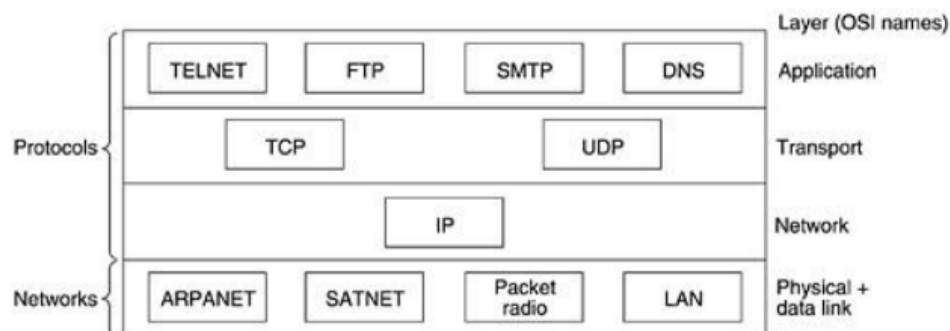 Layer (OSI names)
TELNET FTP SMTP DNS Application
Protocols TCP UDP Transport
IP Network
Networks ARPANET SATNET Packet radio LAN Physical + data link